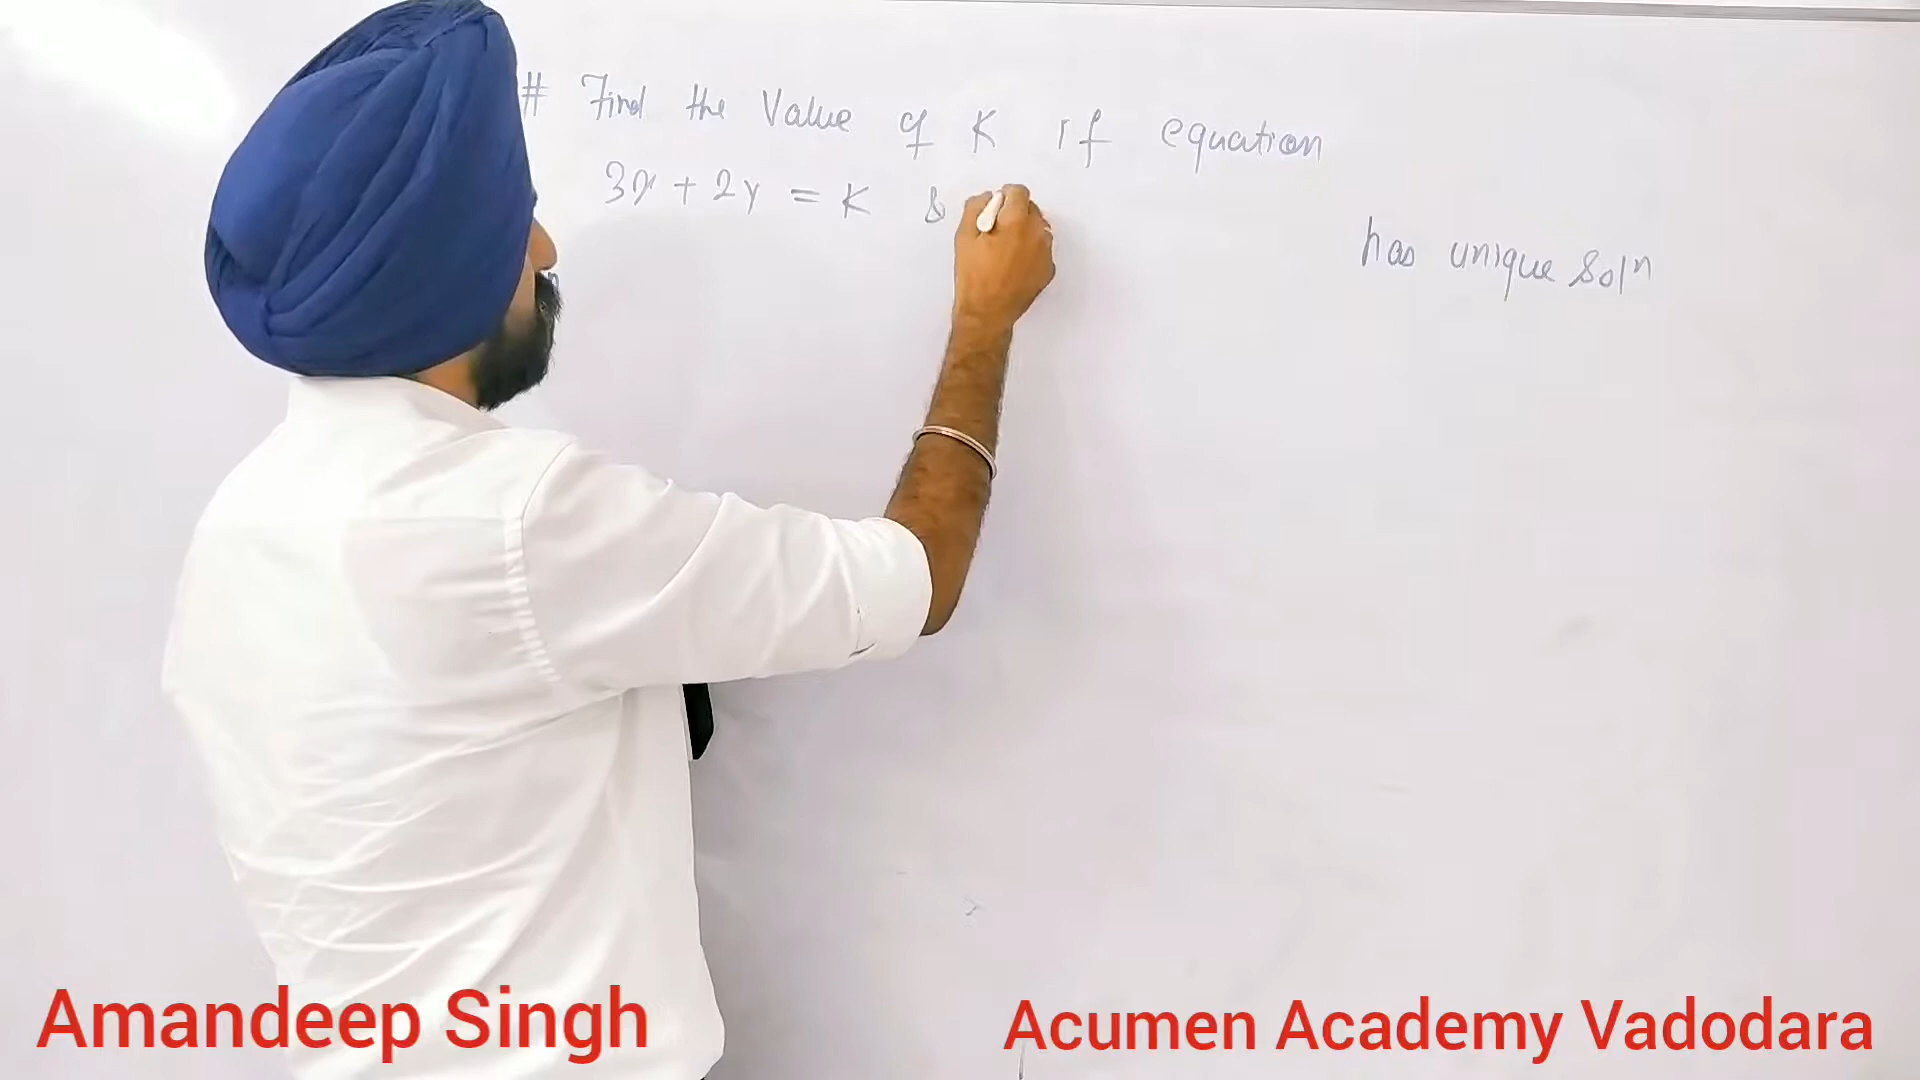 # Find the Value of K if equation
3x + 2y = K &
has unique Solⁿ
Amandeep Singh
Acumen Academy Vadodara